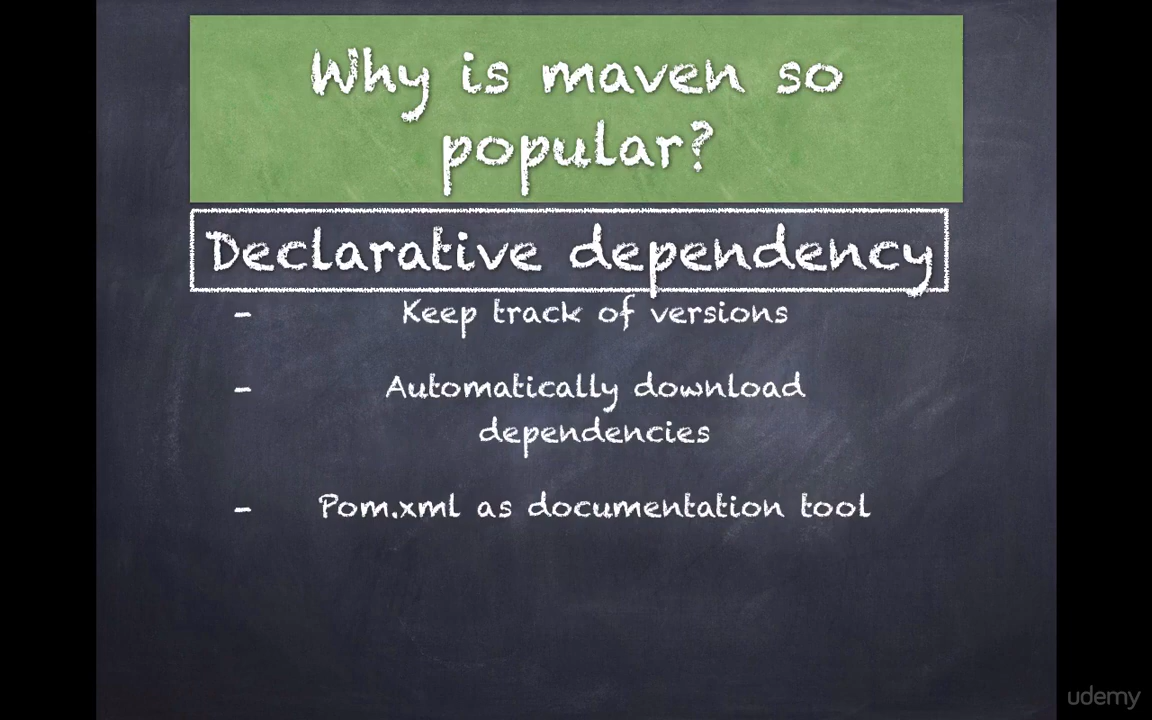 Why is maven so
popular?
Declarative dependency
- Keep track of versions
- Automatically download
dependencies
- Pom.xml as documentation tool
udemy